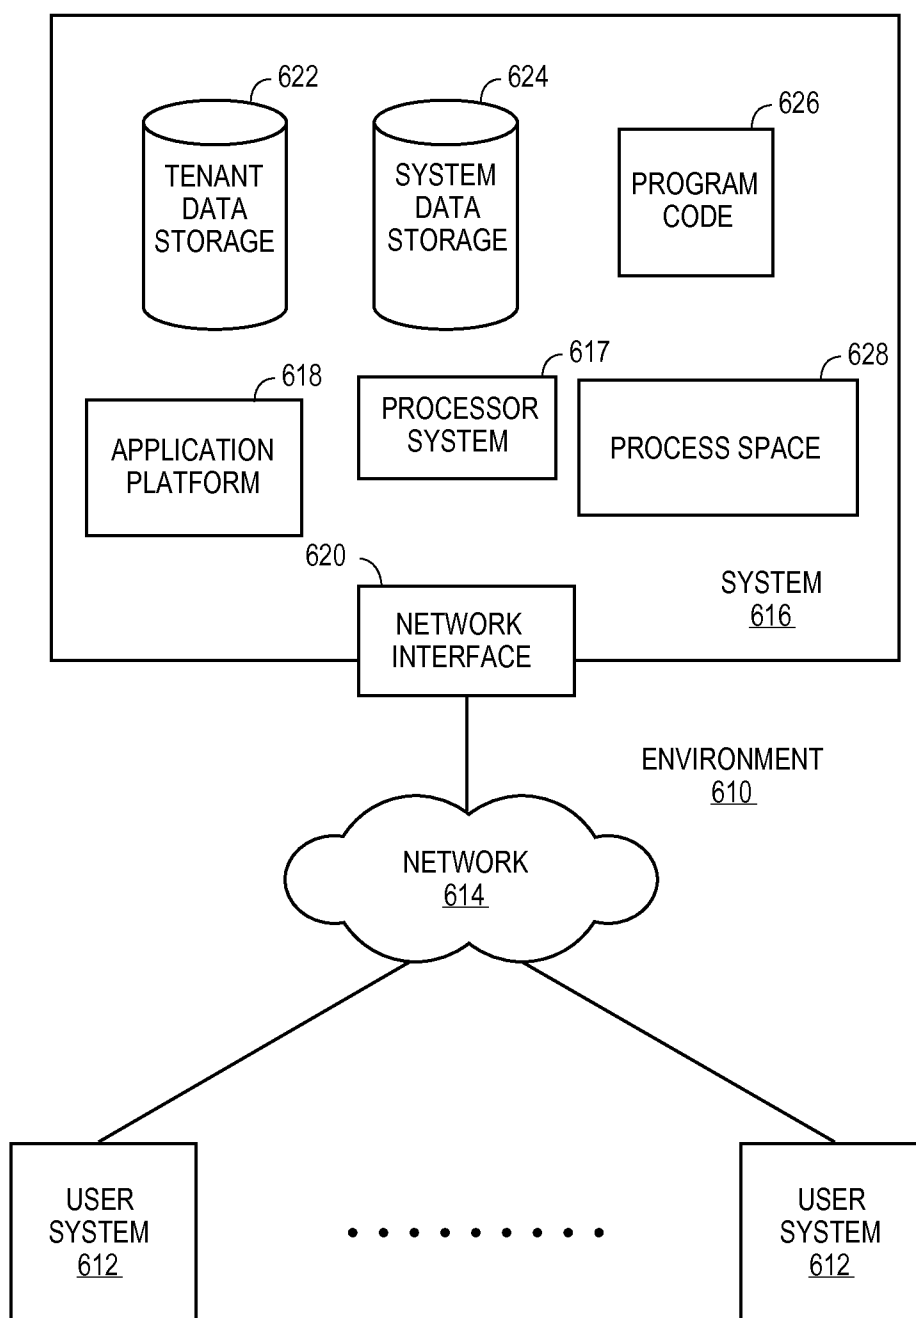 622
TENANT
DATA
STORAGE
624
SYSTEM
DATA
STORAGE
626
PROGRAM
CODE
618
APPLICATION
PLATFORM
617
PROCESSOR
SYSTEM
628
PROCESS SPACE
620
NETWORK
INTERFACE
SYSTEM
616
ENVIRONMENT
610
NETWORK
614
USER
SYSTEM
612
USER
SYSTEM
612